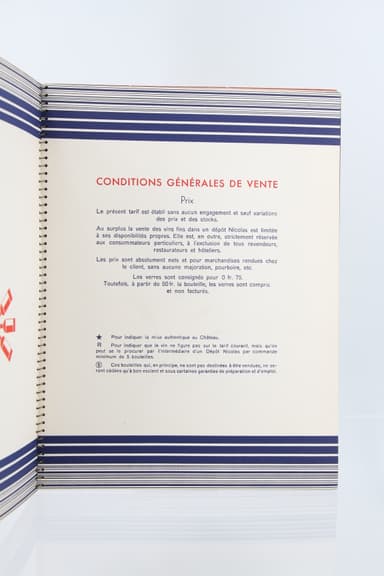 CONDITIONS GÉNÉRALES DE VENTE
Prix
Le présent tarif est établi sans aucun engagement et sauf variations
des prix et des stocks.
Au surplus la vente des vins fins dans un dépôt Nicolas est limitée
à ses disponibilités propres. Elle est, en outre, strictement réservée
aux consommateurs particuliers, à l'exclusion de tous revendeurs,
restaurateurs et hôteliers.
Les prix sont absolument nets et pour marchandises rendues chez
le client, sans aucune majoration, pourboire, etc.
Les verres sont consignés pour 0 fr. 75.
Toutefois, à partir de 50 fr. la bouteille, les verres sont compris
et non facturés.
★ Pour indiquer la mise authentique au Château.
R Pour indiquer que le vin ne figure pas sur le tarif courant, mais qu'on
peut se le procurer par l'intermédiaire d'un Dépôt Nicolas par commande
minimum de 5 bouteilles.
Ces bouteilles qui, en principe, ne sont pas destinées à être vendues, ne se-
ront cédées qu'à bon escient et sous certaines garanties de préparation et d'emploi.